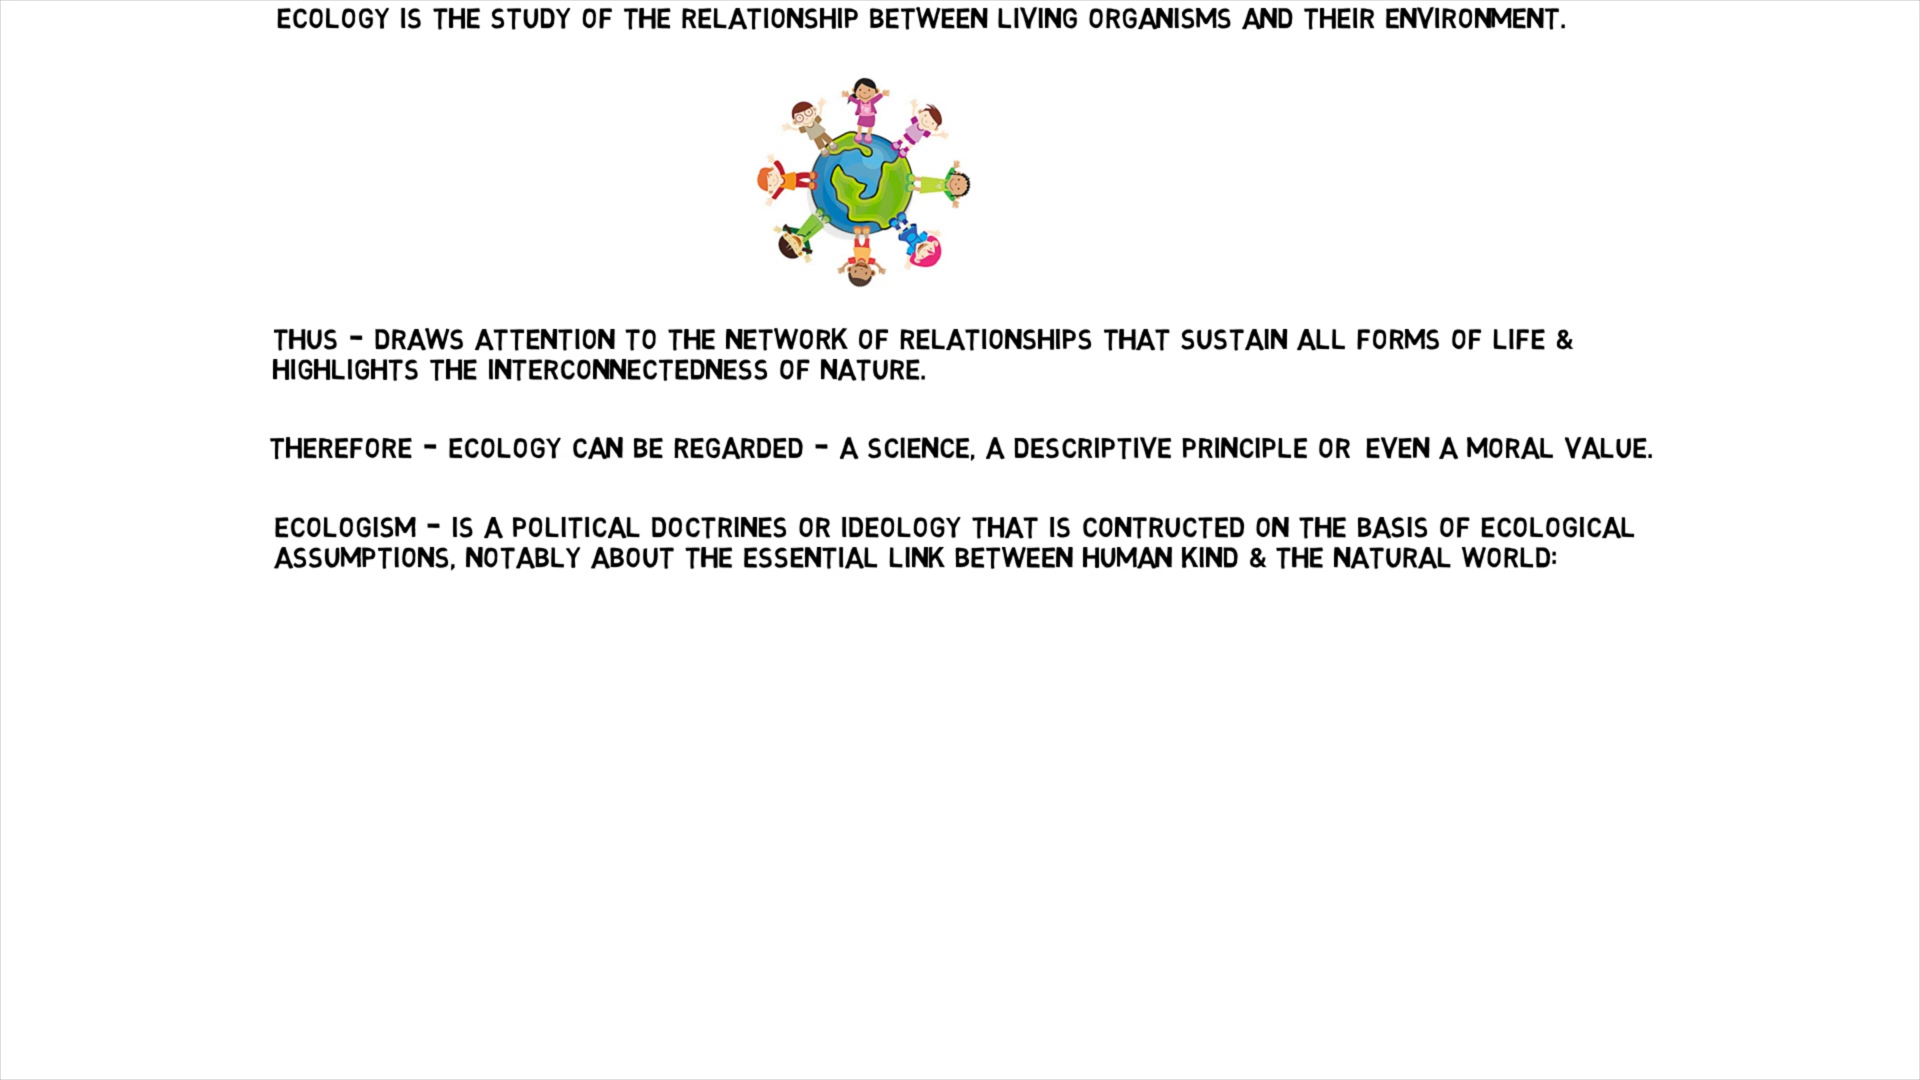 ECOLOGY IS THE STUDY OF THE RELATIONSHIP BETWEEN LIVING ORGANISMS AND THEIR ENVIRONMENT.
THUS - DRAWS ATTENTION TO THE NETWORK OF RELATIONSHIPS THAT SUSTAIN ALL FORMS OF LIFE &
HIGHLIGHTS THE INTERCONNECTEDNESS OF NATURE.
THEREFORE - ECOLOGY CAN BE REGARDED - A SCIENCE, A DESCRIPTIVE PRINCIPLE OR EVEN A MORAL VALUE.
ECOLOGISM - IS A POLITICAL DOCTRINES OR IDEOLOGY THAT IS CONTRUCTED ON THE BASIS OF ECOLOGICAL
ASSUMPTIONS, NOTABLY ABOUT THE ESSENTIAL LINK BETWEEN HUMAN KIND & THE NATURAL WORLD: